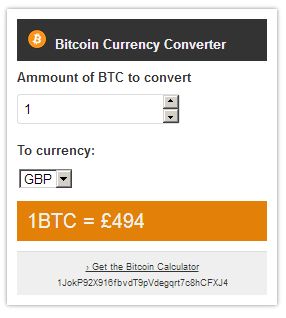 Bitcoin Currency Converter
Ammount of BTC to convert
1
To currency:
GBP
1BTC = £494
› Get the Bitcoin Calculator
1JokP92X916fbvdT9pVdegqrt7c8hCFXJ4